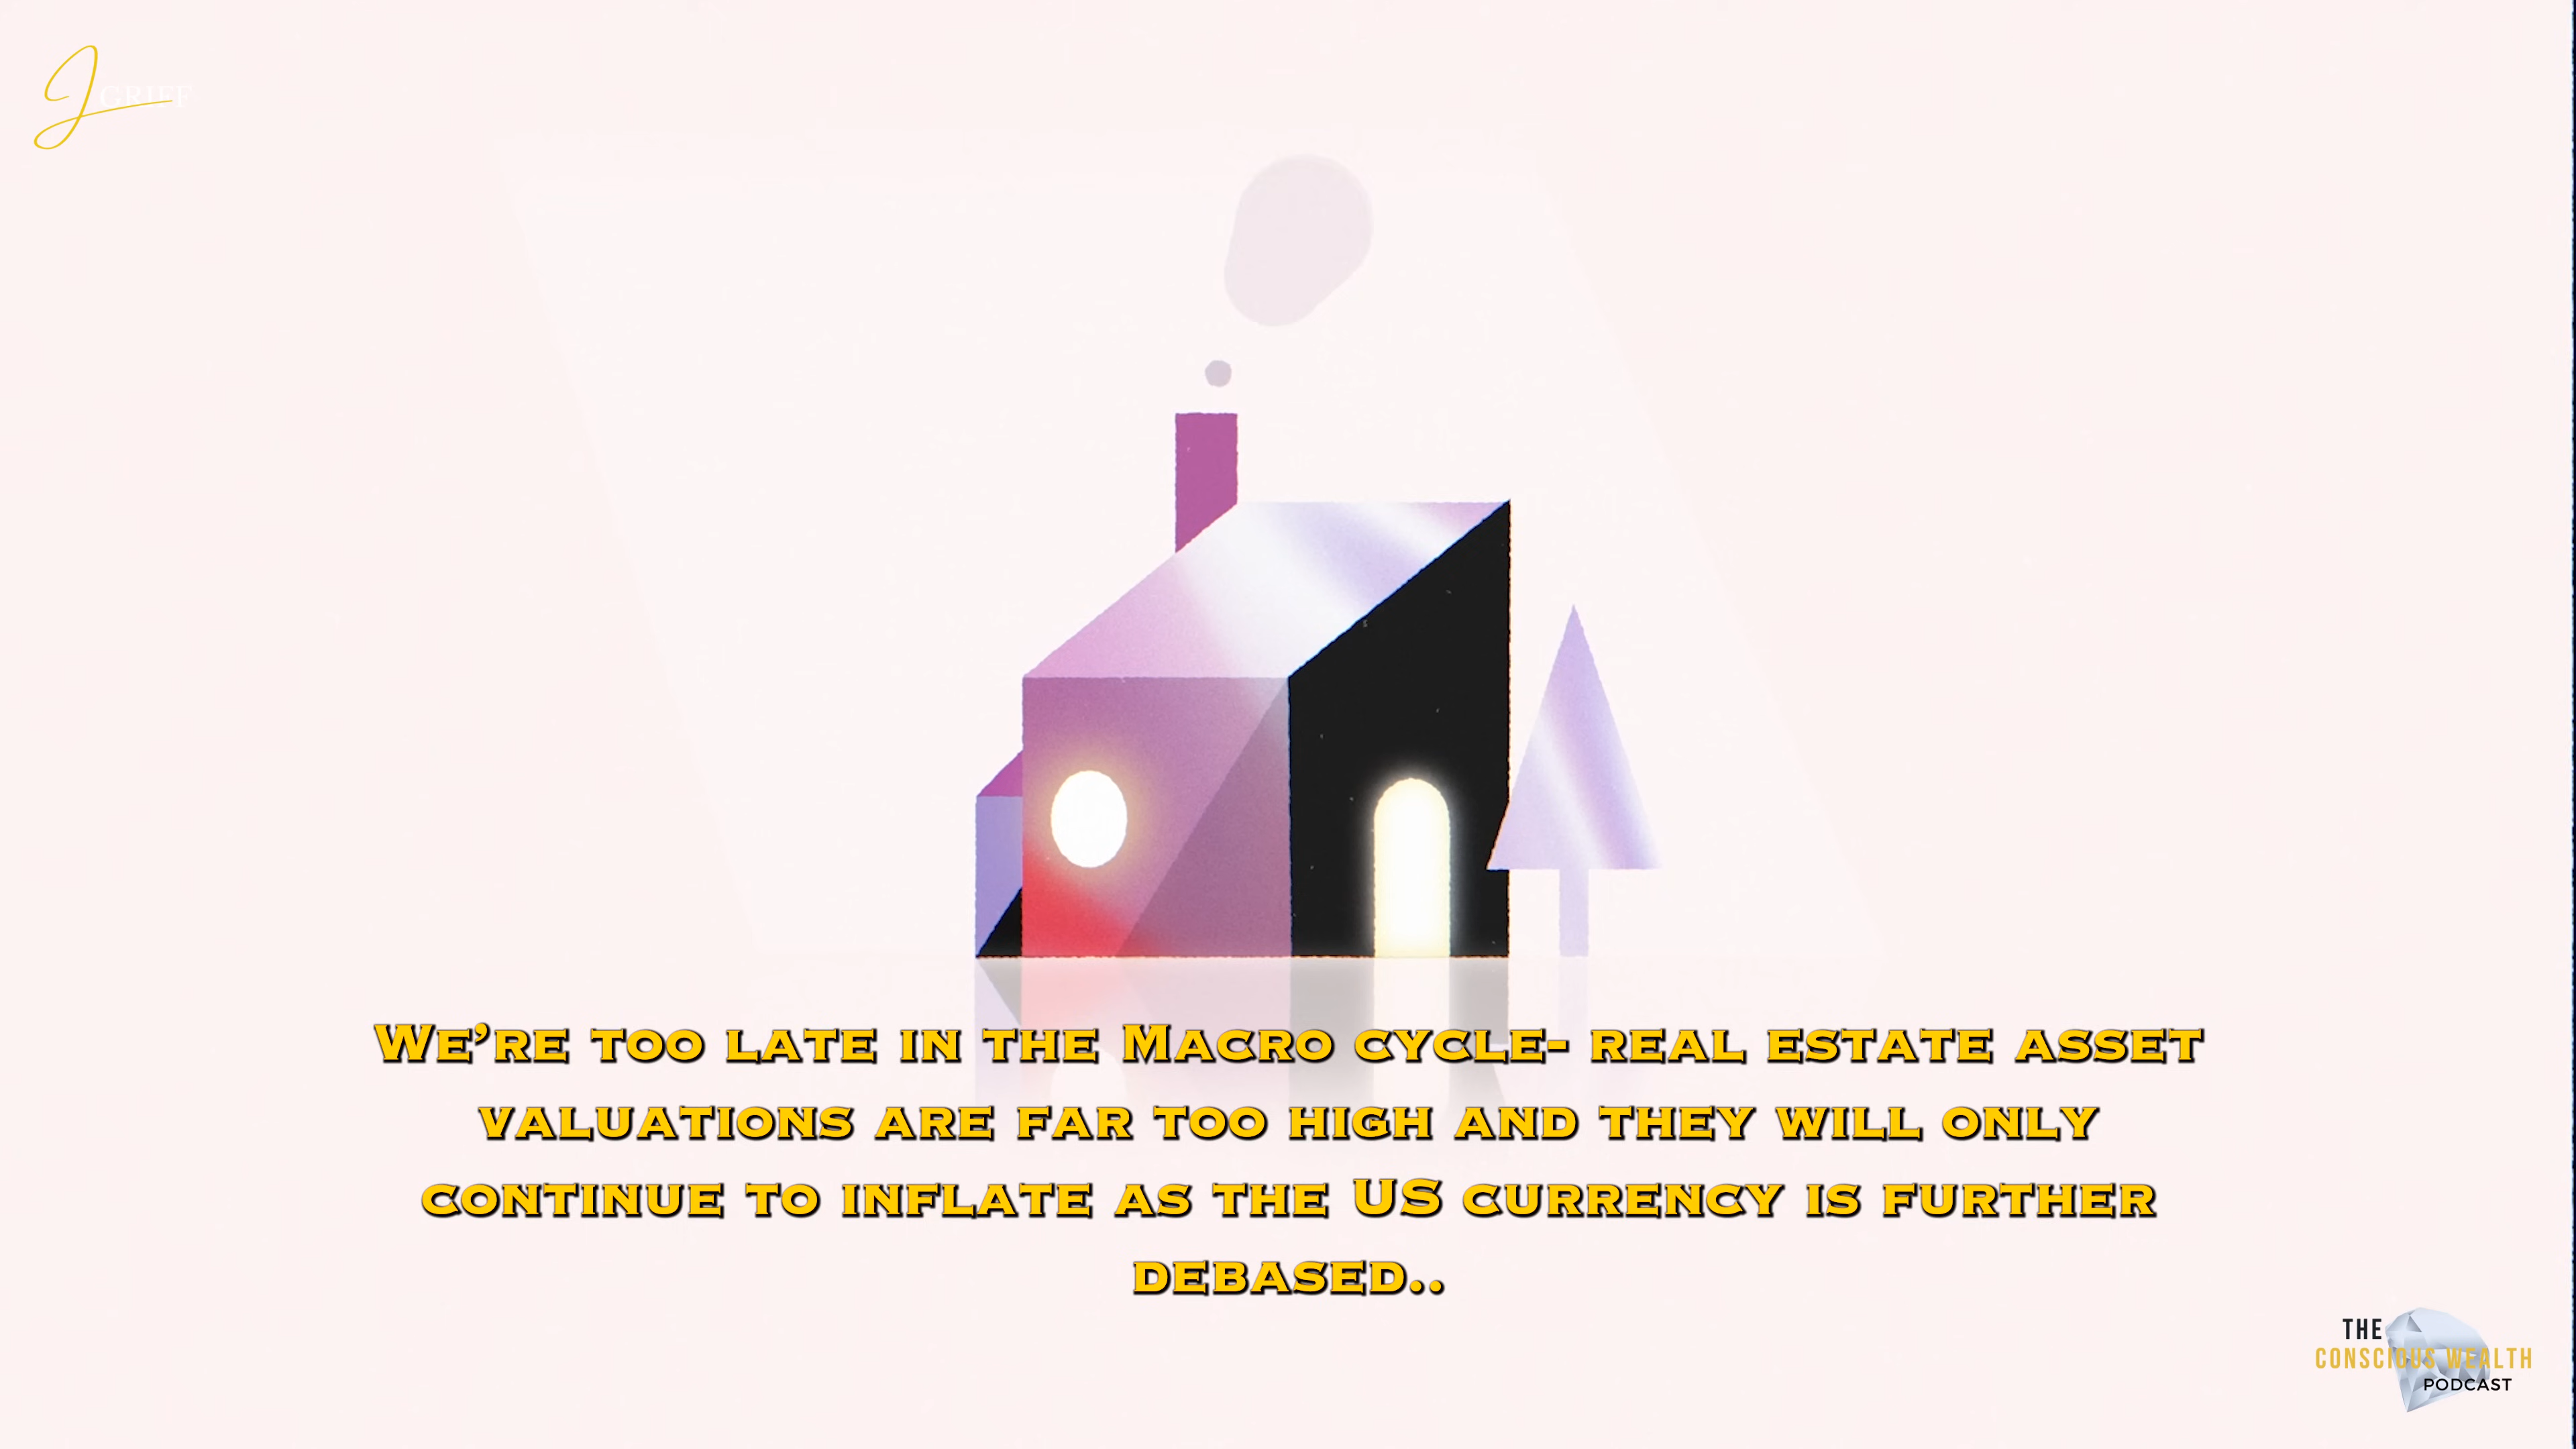 J GRIFF
We're too late in the Macro cycle- real estate asset
valuations are far too high and they will only
continue to inflate as the US currency is further
debased..
THE
CONSCIOUS WEALTH
PODCAST